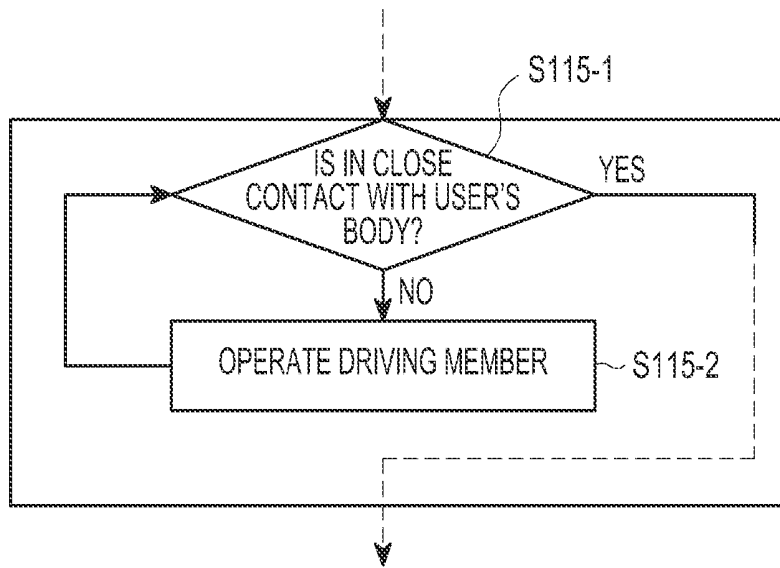 S115-1
IS IN CLOSE
CONTACT WITH USER'S
BODY?
YES
NO
OPERATE DRIVING MEMBER
S115-2